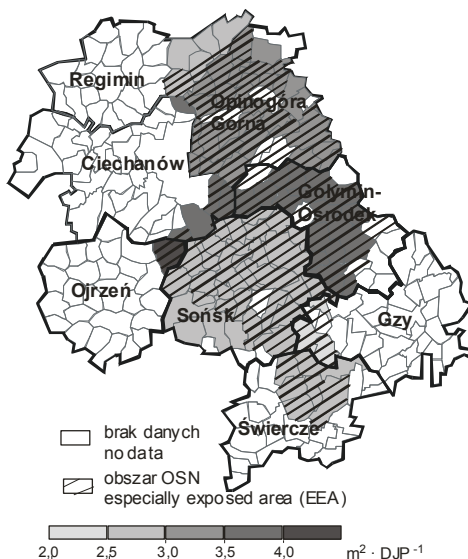 Regimin
Opinogóra
Górna
Ciechanów
Gołymin-
Ośrodek
Ojrzeń
Sońsk
Gzy
Świercze
brak danych
no data
obszar OSN
especially exposed area (EEA)
2,0 2,5 3,0 3,5 4,0 m² · DJP⁻¹